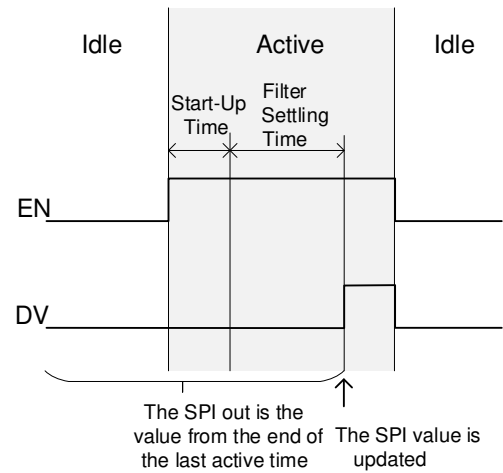 Idle
Active
Idle
Start-Up
Time
Filter
Settling
Time
EN
DV
The SPI out is the
value from the end of
the last active time
The SPI value is
updated